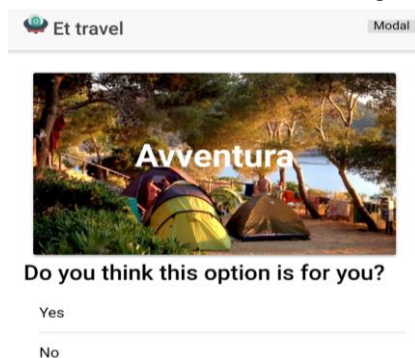 Et travel
Modal
Avventura
Do you think this option is for you?
Yes
No